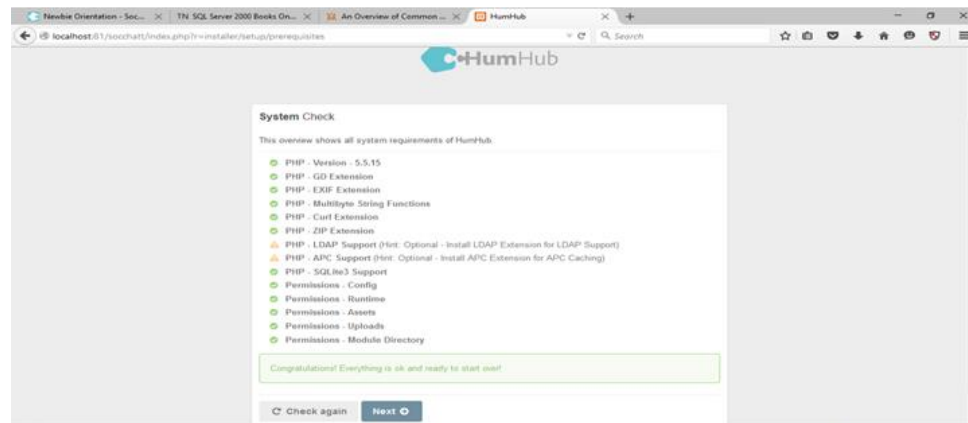 Newbie Orientation - Soc...
TN SQL Server 2000 Books On...
An Overview of Common ...
HumHub
localhost:81/socchatt/index.php?r=installer/setup/prerequisites
Search
HumHub
System Check
This overview shows all system requirements of HumHub.
PHP - Version - 5.5.15
PHP - GD Extension
PHP - EXIF Extension
PHP - Multibyte String Functions
PHP - Curl Extension
PHP - ZIP Extension
PHP - LDAP Support (Hint: Optional - Install LDAP Extension for LDAP Support)
PHP - APC Support (Hint: Optional - Install APC Extension for APC Caching)
PHP - SQLite3 Support
Permissions - Config
Permissions - Runtime
Permissions - Assets
Permissions - Uploads
Permissions - Module Directory
Congratulations! Everything is ok and ready to start over!
Check again
Next